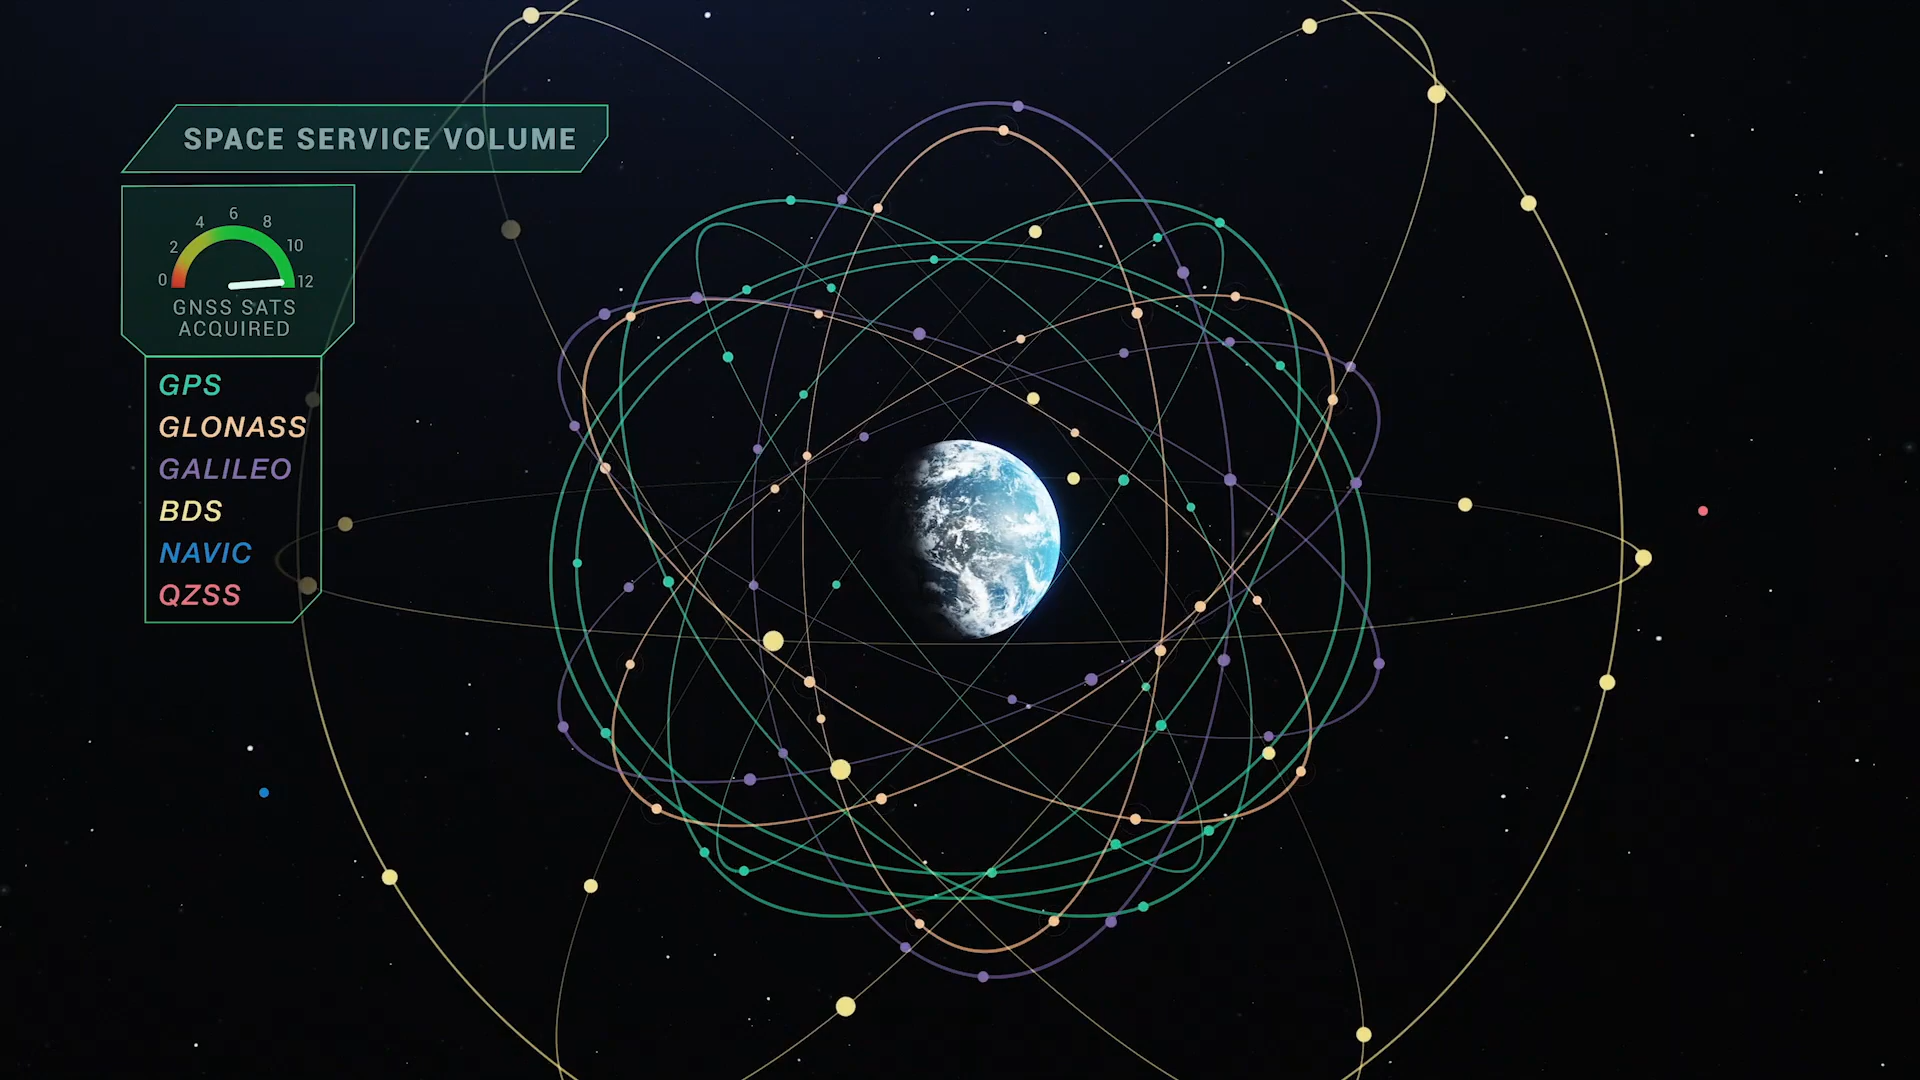 SPACE SERVICE VOLUME
0 2 4 6 8 10 12
GNSS SATS
ACQUIRED
GPS
GLONASS
GALILEO
BDS
NAVIC
QZSS